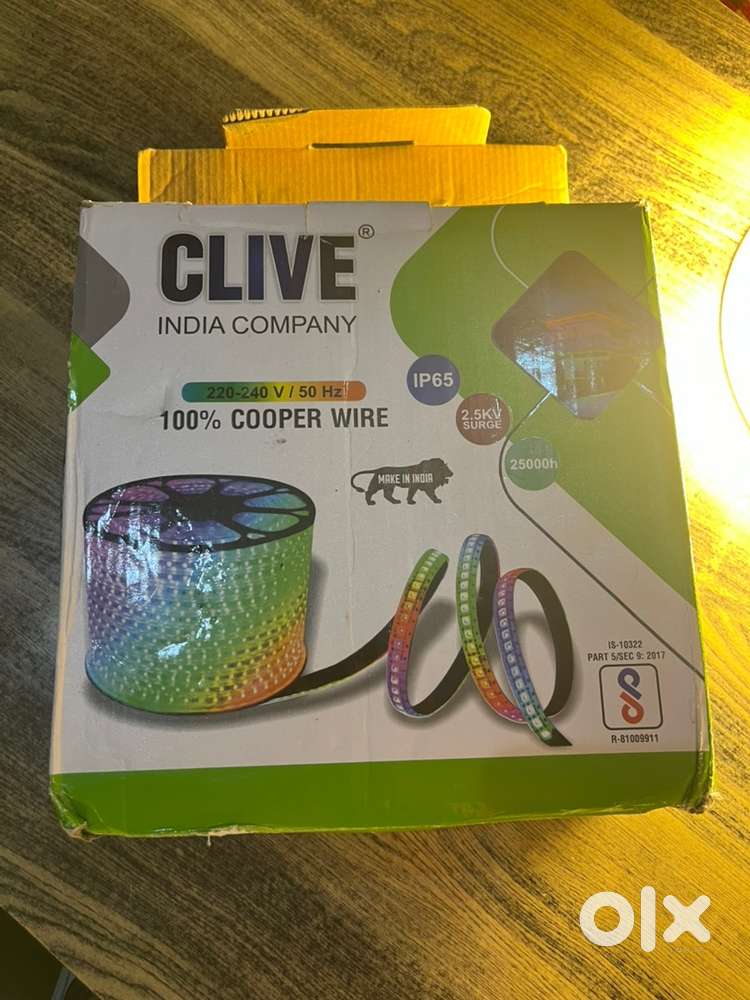 CLIVE®
INDIA COMPANY
220-240 V / 50 Hz
100% COOPER WIRE
IP65
2.5KV
SURGE
25000h
MAKE IN INDIA
IS-10322
PART 5/SEC 9: 2017
R-81009911
olx